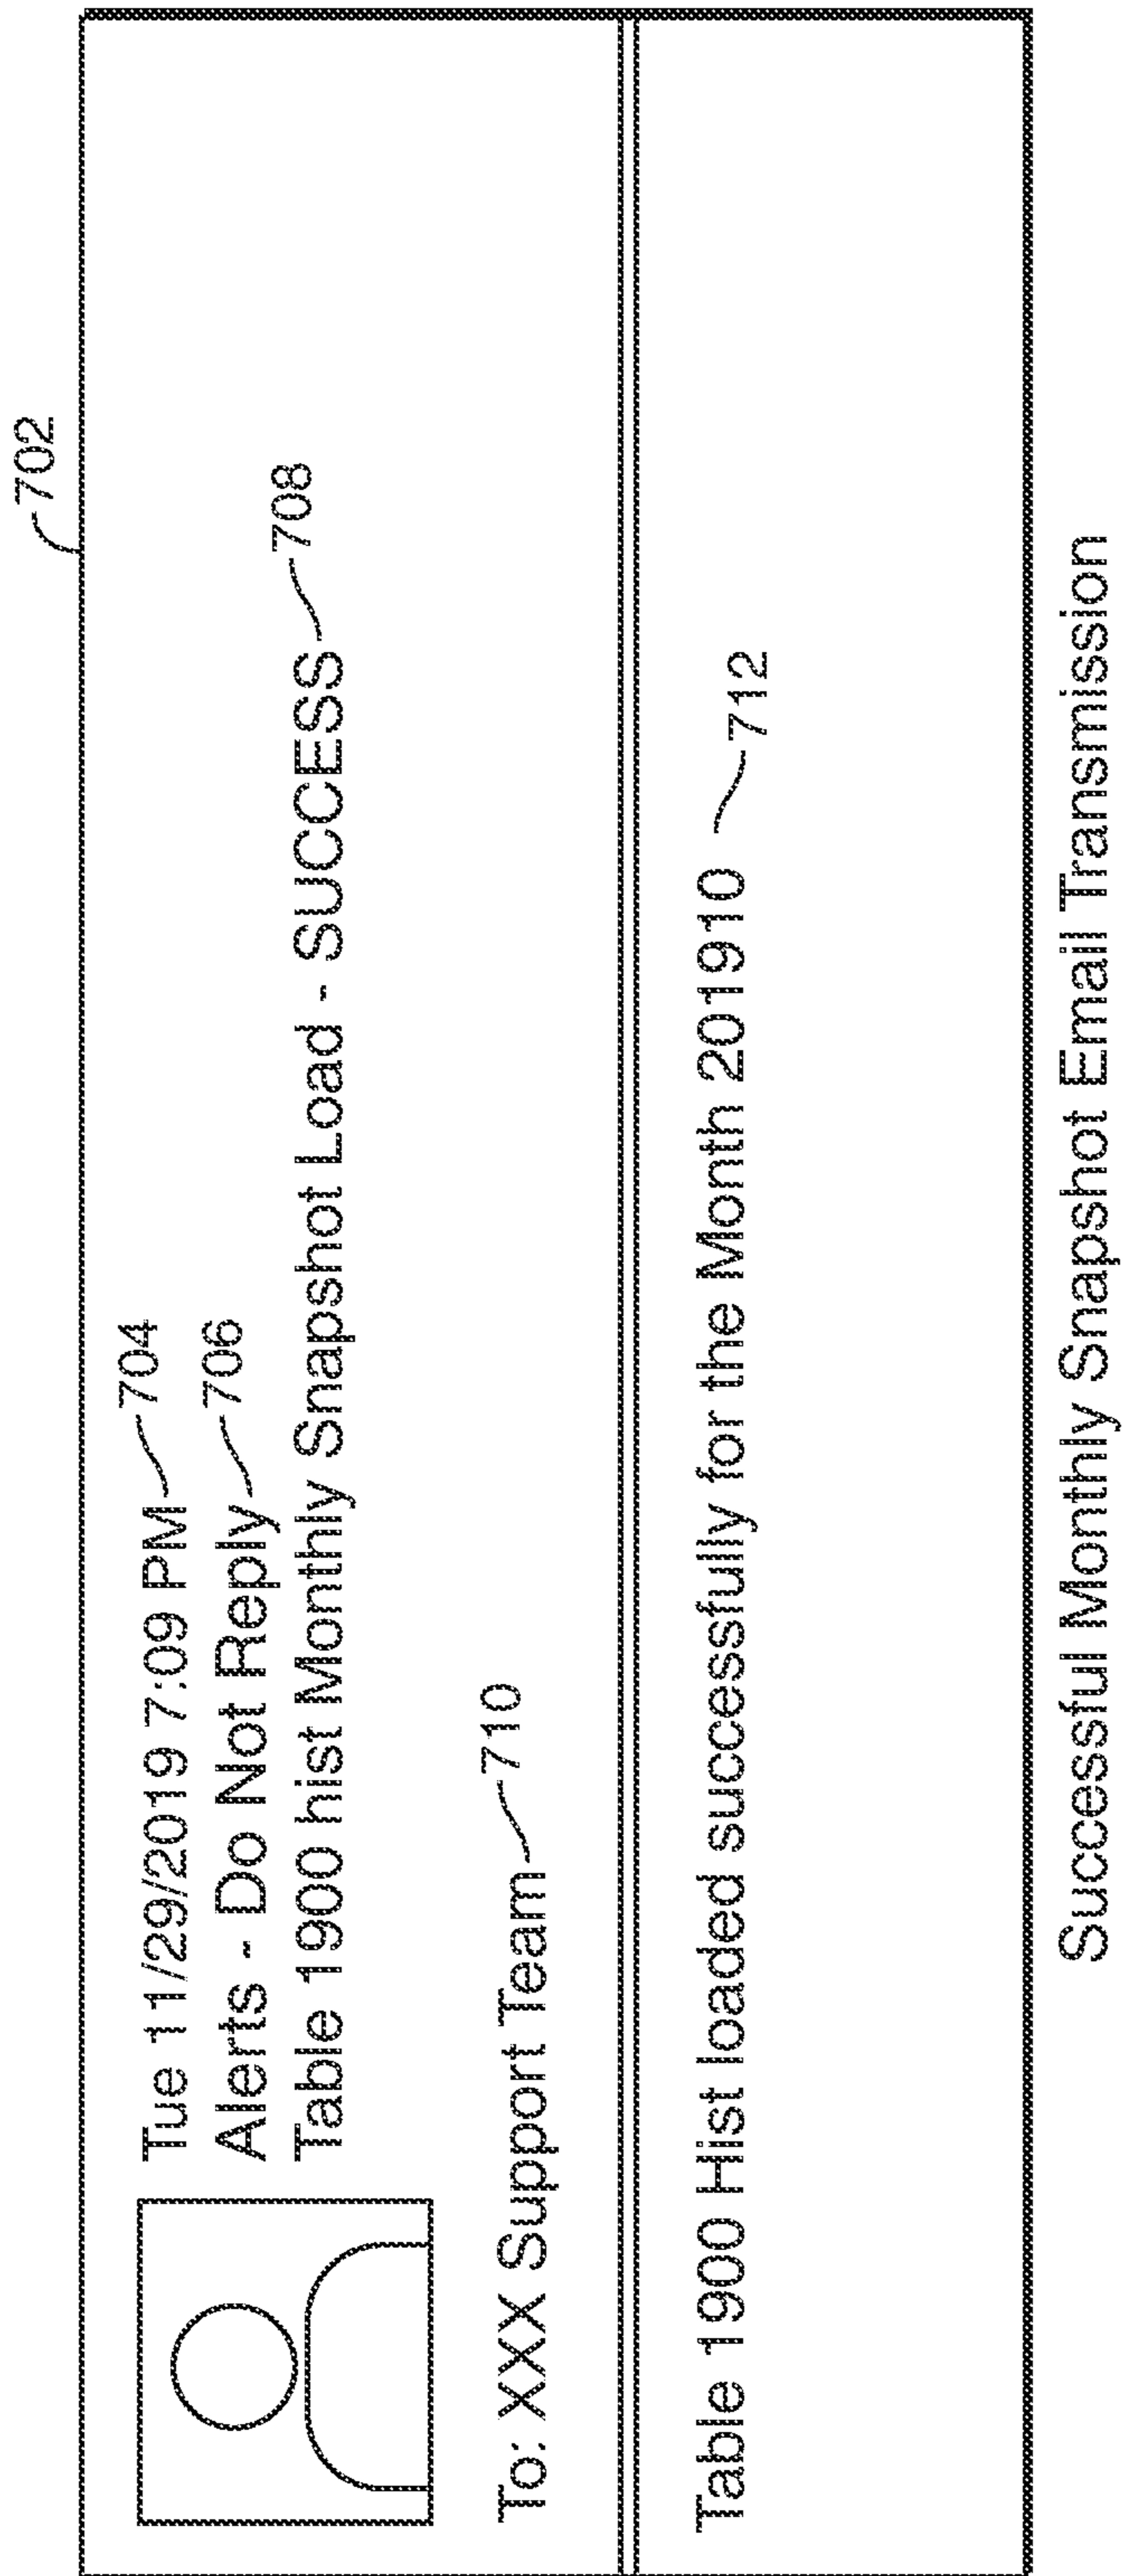 702
Tue 11/29/2019 7:09 PM 704
Alerts - Do Not Reply 706
Table 1900 hist Monthly Snapshot Load - SUCCESS 708
To: XXX Support Team 710
Table 1900 Hist loaded successfully for the Month 201910 712
Successful Monthly Snapshot Email Transmission